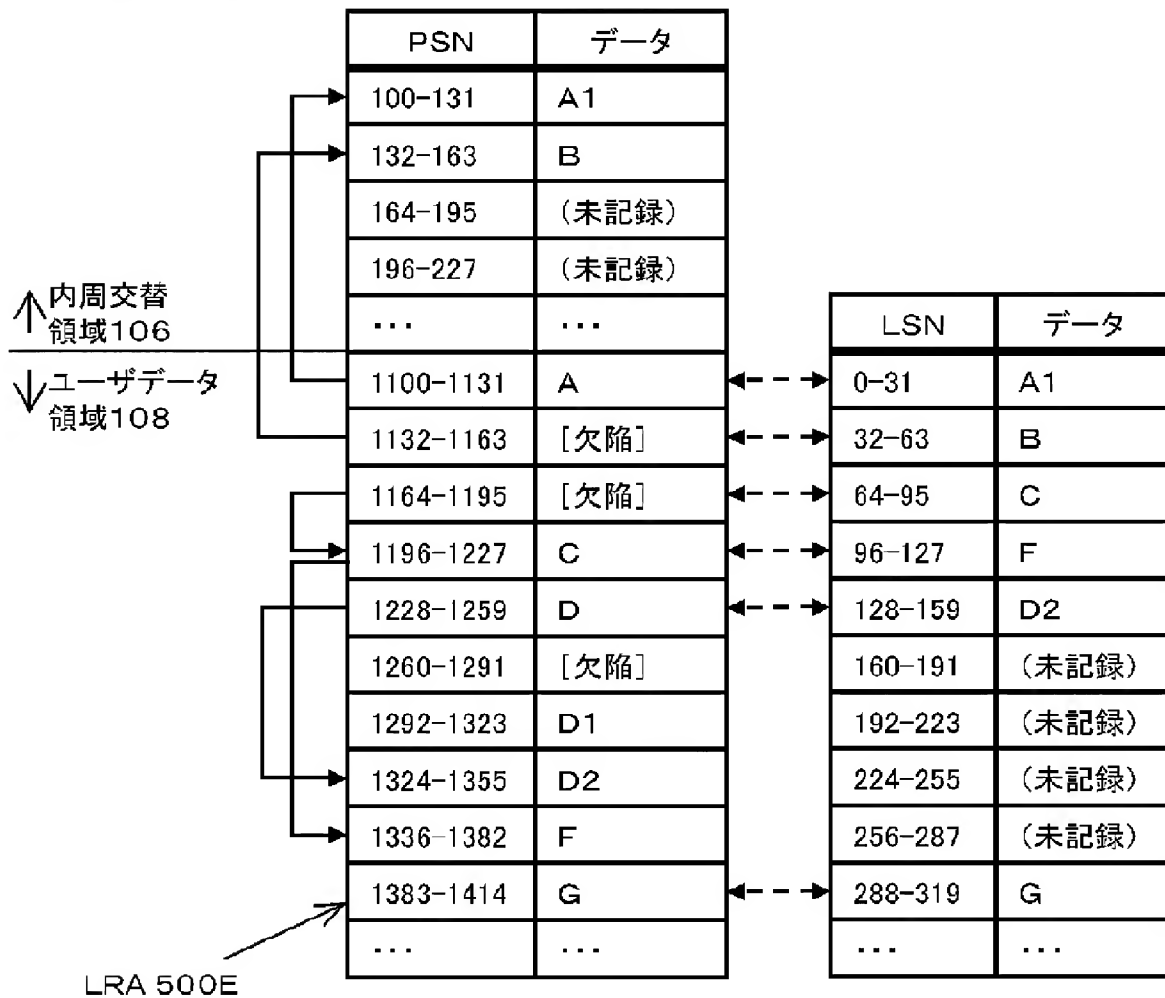 PSN データ
100-131 A1
132-163 B
164-195 (未記録)
196-227 (未記録)
... ...
内周交替
領域106
ユーザデータ
領域108
1100-1131 A
1132-1163 [欠陥]
1164-1195 [欠陥]
1196-1227 C
1228-1259 D
1260-1291 [欠陥]
1292-1323 D1
1324-1355 D2
1336-1382 F
1383-1414 G
... ...
LRA 500E
LSN データ
0-31 A1
32-63 B
64-95 C
96-127 F
128-159 D2
160-191 (未記録)
192-223 (未記録)
224-255 (未記録)
256-287 (未記録)
288-319 G
... ...